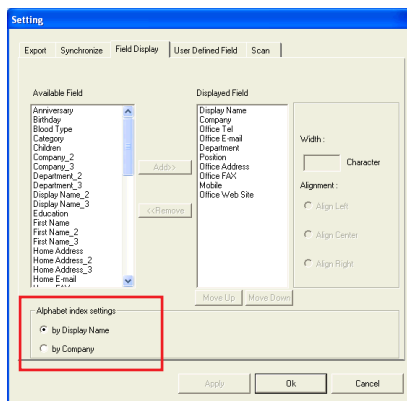 Setting
Export Synchronize Field Display User Defined Field Scan
Available Field
Displayed Field
Anniversary
Birthday
Blood Type
Category
Children
Company_2
Company_3
Department_2
Department_3
Display Name_2
Display Name_3
Education
First Name
First Name_2
First Name_3
Home Address
Home Address_2
Home Address_3
Home E-mail
Add>>
<<Remove
Display Name
Company
Office Tel
Office E-mail
Department
Position
Office Address
Office FAX
Mobile
Office Web Site
Width :
Character
Alignment :
Align Left
Align Center
Align Right
Move Up Move Down
Alphabet index settings
by Display Name
by Company
Apply Ok Cancel